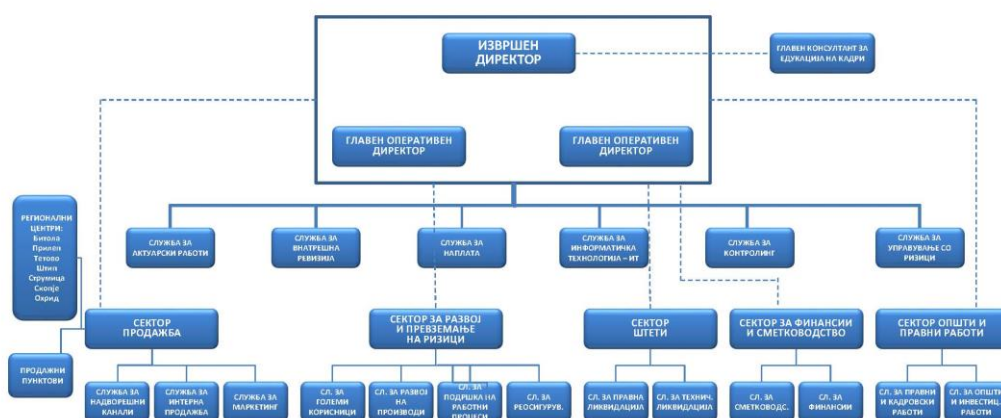 ИЗВРШЕН
ДИРЕКТОР
ГЛАВЕН КОНСУЛТАНТ ЗА
ЕДУКАЦИЈА НА КАДРИ
ГЛАВЕН ОПЕРАТИВЕН
ДИРЕКТОР
ГЛАВЕН ОПЕРАТИВЕН
ДИРЕКТОР
РЕГИОНАЛНИ
ЦЕНТРИ:
Битола
Прилеп
Тетово
Штип
Струмица
Скопје
Охрид
СЛУЖБА ЗА
АКТУАРСКИ РАБОТИ
СЛУЖБА ЗА
ВНАТРЕШНА
РЕВИЗИЈА
СЛУЖБА ЗА
НАПЛАТА
СЛУЖБА ЗА
ИНФОРМАТИЧКА
ТЕХНОЛОГИЈА – ИТ
СЛУЖБА ЗА
КОНТРОЛИНГ
СЛУЖБА ЗА
УПРАВУВАЊЕ СО
РИЗИЦИ
СЕКТОР
ПРОДАЖБА
СЕКТОР ЗА РАЗВОЈ
И ПРЕВЗЕМАЊЕ
НА РИЗИЦИ
СЕКТОР
ШТЕТИ
СЕКТОР ЗА ФИНАНСИИ
И СМЕТКОВОДСТВО
СЕКТОР ОПШТИ И
ПРАВНИ РАБОТИ
ПРОДАЖНИ
ПУНКТОВИ
СЛУЖБА ЗА
НАДВОРЕШНИ
КАНАЛИ
СЛУЖБА ЗА
ИНТЕРНА
ПРОДАЖБА
СЛУЖБА ЗА
МАРКЕТИНГ
СЛ. ЗА
ГОЛЕМИ
КОРИСНИЦИ
СЛ. ЗА РАЗВОЈ
НА
ПРОИЗВОДИ
СЛ. ЗА
ПОДРШКА НА
РАБОТНИ
ПРОЦЕСИ
СЛ. ЗА
РЕОСИГУРУВ.
СЛ. ЗА ПРАВНА
ЛИКВИДАЦИЈА
СЛ. ЗА ТЕХНИЧ.
ЛИКВИДАЦИЈА
СЛ. ЗА
СМЕТКОВОДС.
СЛ. ЗА
ФИНАНСИИ
СЛ. ЗА ПРАВНИ
И КАДРОВСКИ
РАБОТИ
СЛ. ЗА ОПШТИ
И ИНВЕСТИЦ.
РАБОТИ